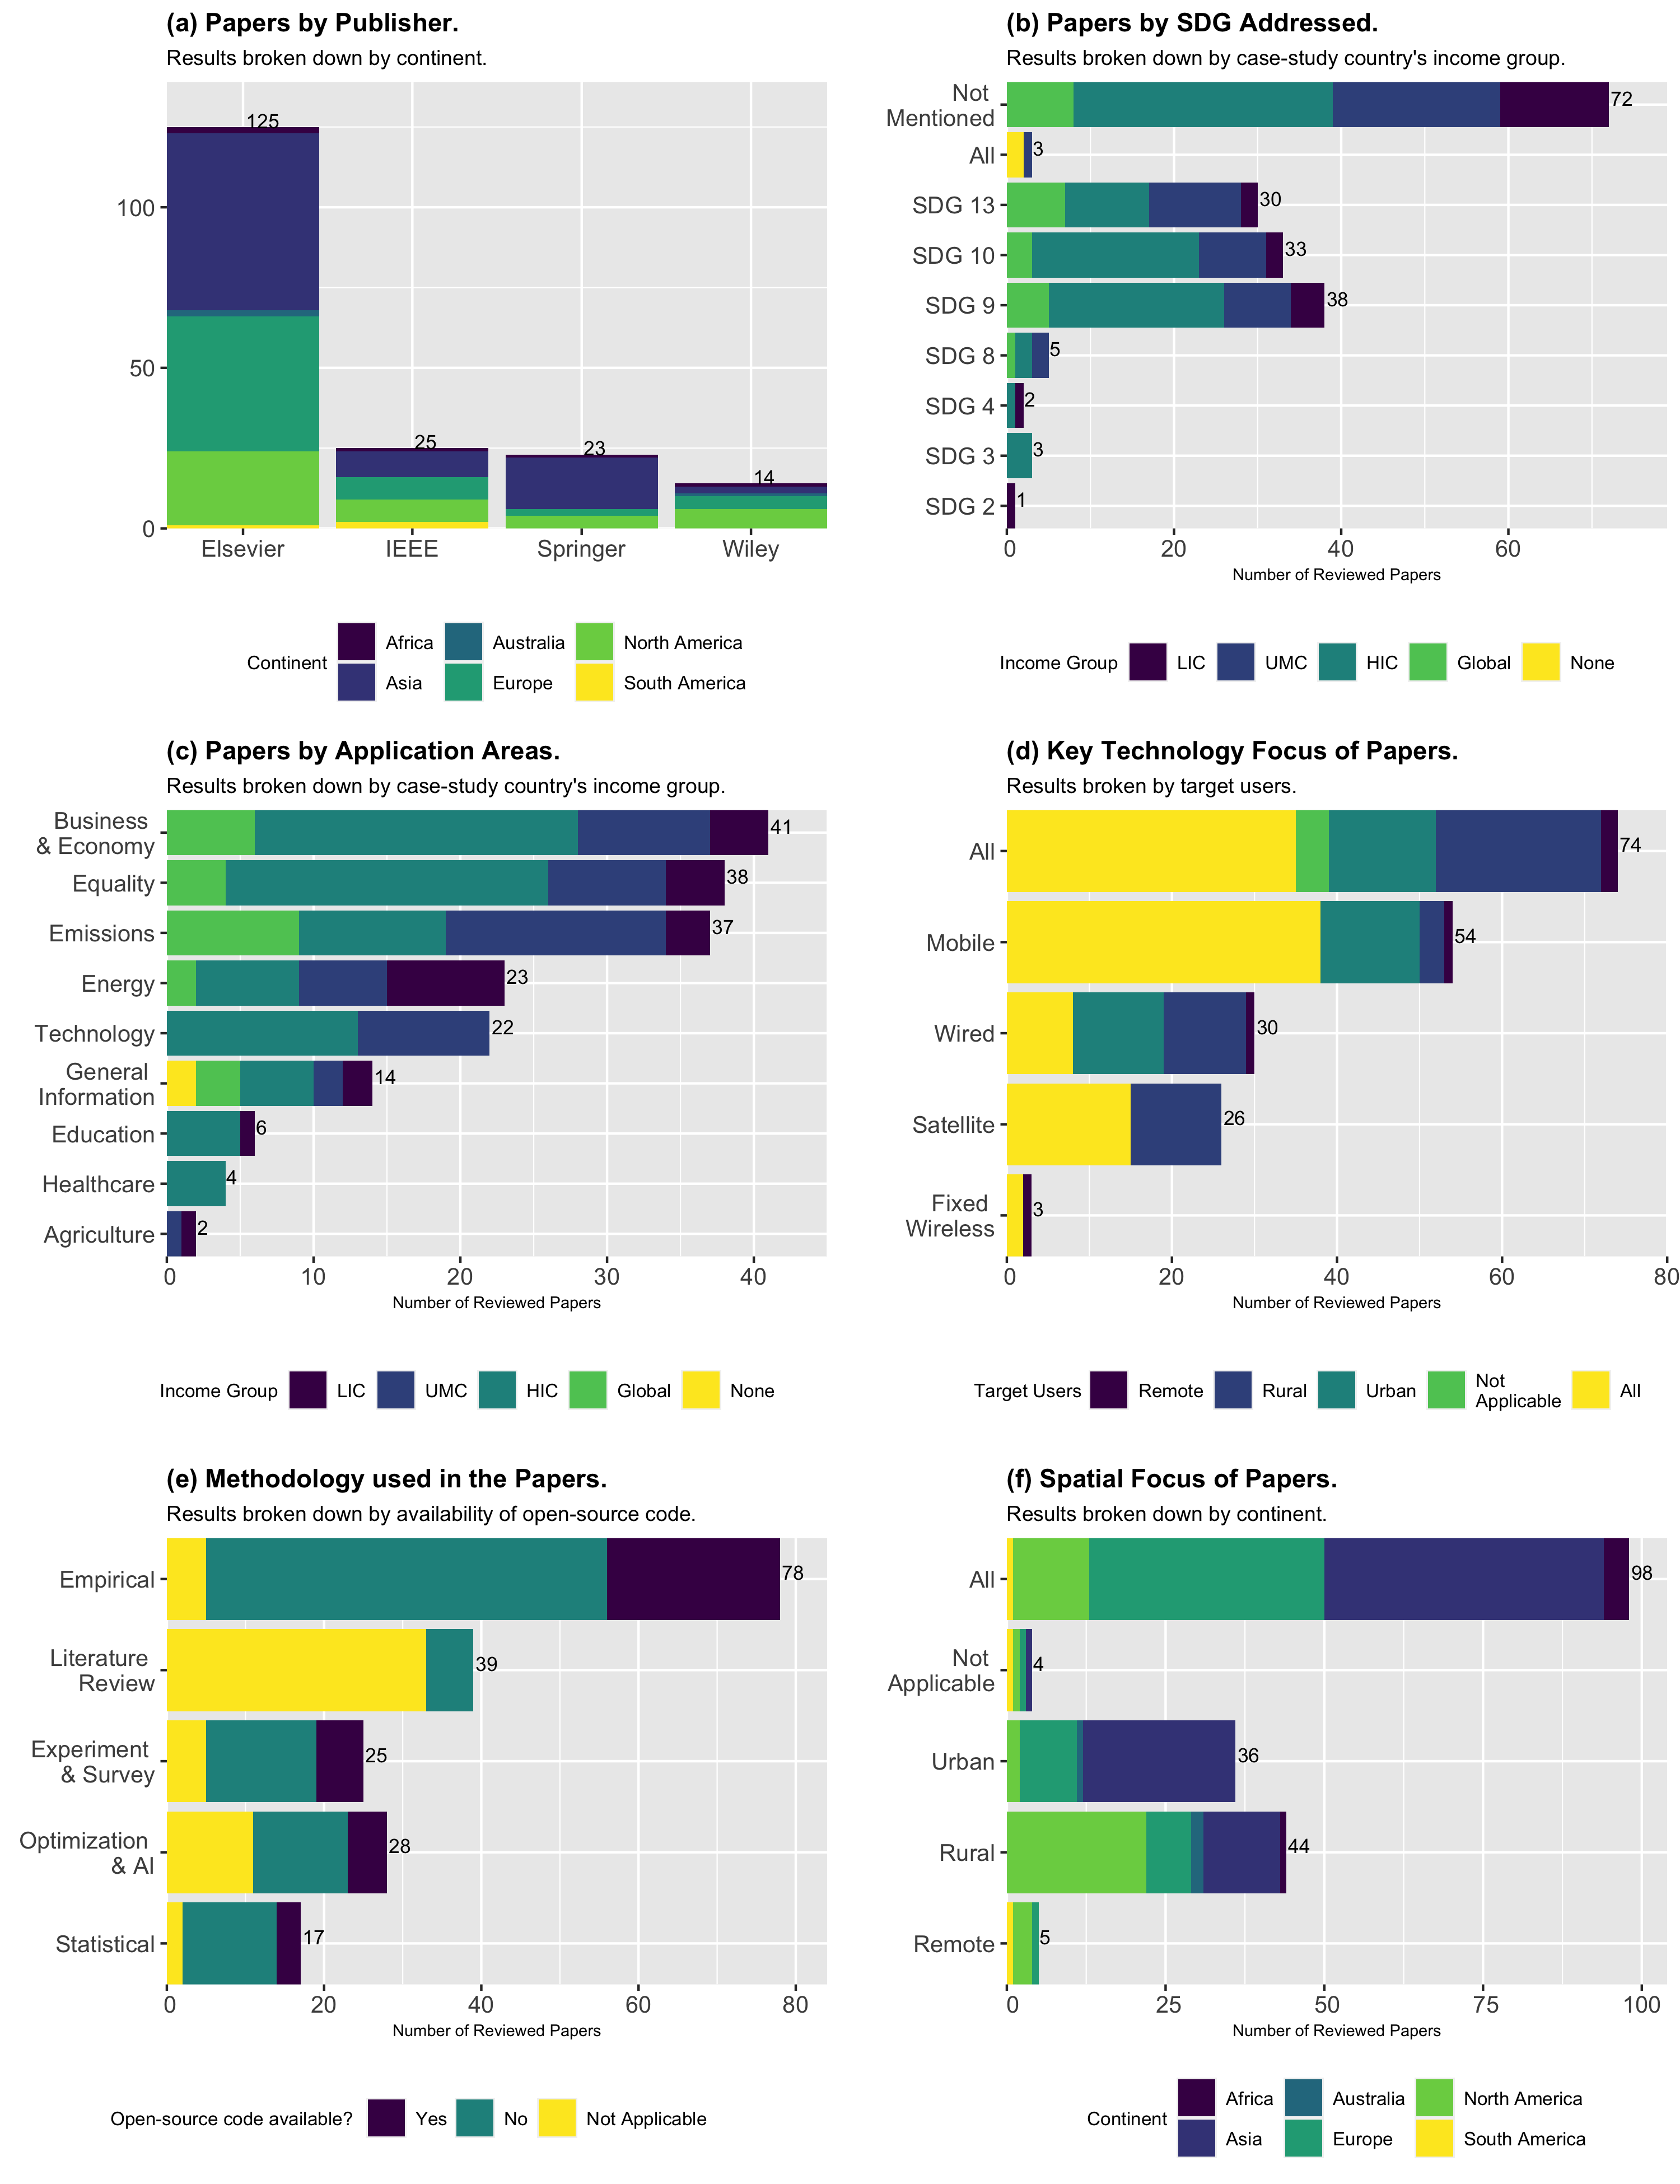 (a) Papers by Publisher.
Results broken down by continent.
125
25
23
14
100
50
0
Elsevier
IEEE
Springer
Wiley
Continent
Africa
Australia
North America
Asia
Europe
South America
(b) Papers by SDG Addressed.
Results broken down by case-study country's income group.
Not
Mentioned
72
All
3
SDG 13
30
SDG 10
33
SDG 9
38
SDG 8
5
SDG 4
2
SDG 3
3
SDG 2
1
0
20
40
60
Number of Reviewed Papers
Income Group
LIC
UMC
HIC
Global
None
(c) Papers by Application Areas.
Results broken down by case-study country's income group.
Business
& Economy
41
Equality
38
Emissions
37
Energy
23
Technology
22
General
Information
14
Education
6
Healthcare
4
Agriculture
2
0
10
20
30
40
Number of Reviewed Papers
Income Group
LIC
UMC
HIC
Global
None
(d) Key Technology Focus of Papers.
Results broken by target users.
All
74
Mobile
54
Wired
30
Satellite
26
Fixed
Wireless
3
0
20
40
60
80
Number of Reviewed Papers
Target Users
Remote
Rural
Urban
Not
Applicable
All
(e) Methodology used in the Papers.
Results broken down by availability of open-source code.
Empirical
78
Literature
Review
39
Experiment
& Survey
25
Optimization
& AI
28
Statistical
17
0
20
40
60
80
Number of Reviewed Papers
Open-source code available?
Yes
No
Not Applicable
(f) Spatial Focus of Papers.
Results broken down by continent.
All
98
Not
Applicable
4
Urban
36
Rural
44
Remote
5
0
25
50
75
100
Number of Reviewed Papers
Continent
Africa
Australia
North America
Asia
Europe
South America